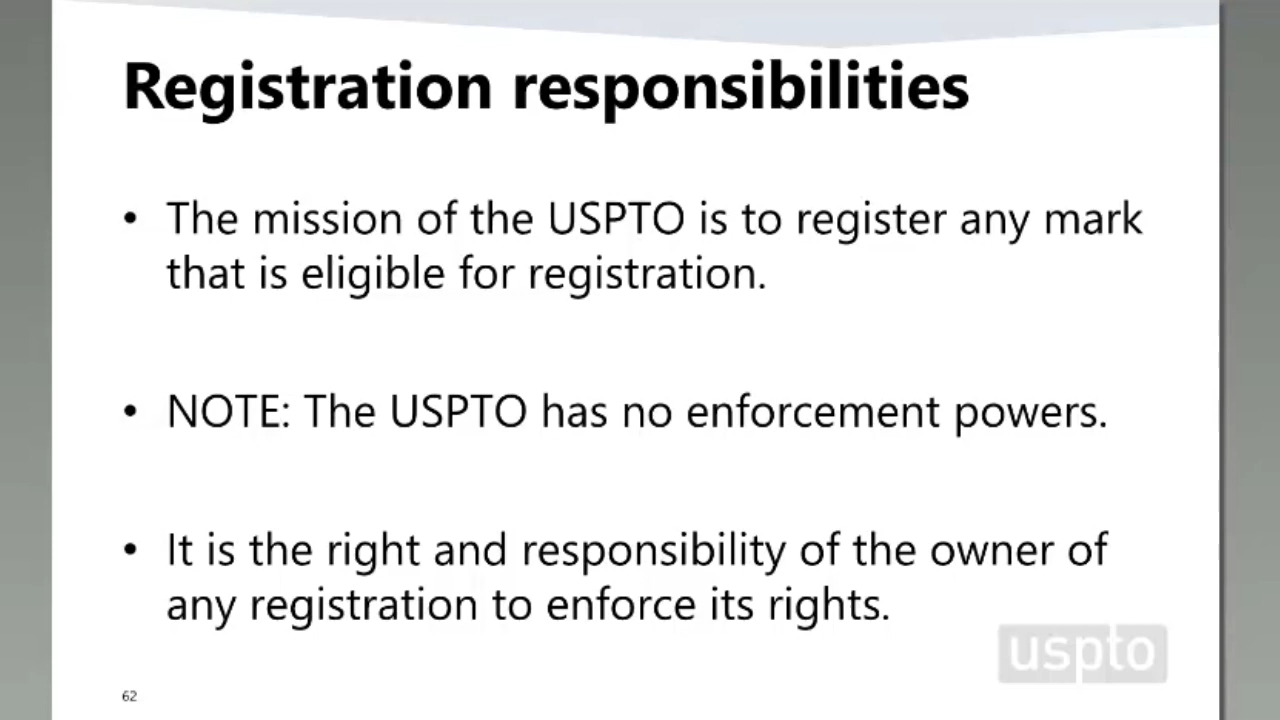 Registration responsibilities
• The mission of the USPTO is to register any mark
that is eligible for registration.
• NOTE: The USPTO has no enforcement powers.
• It is the right and responsibility of the owner of
any registration to enforce its rights.
uspto
62